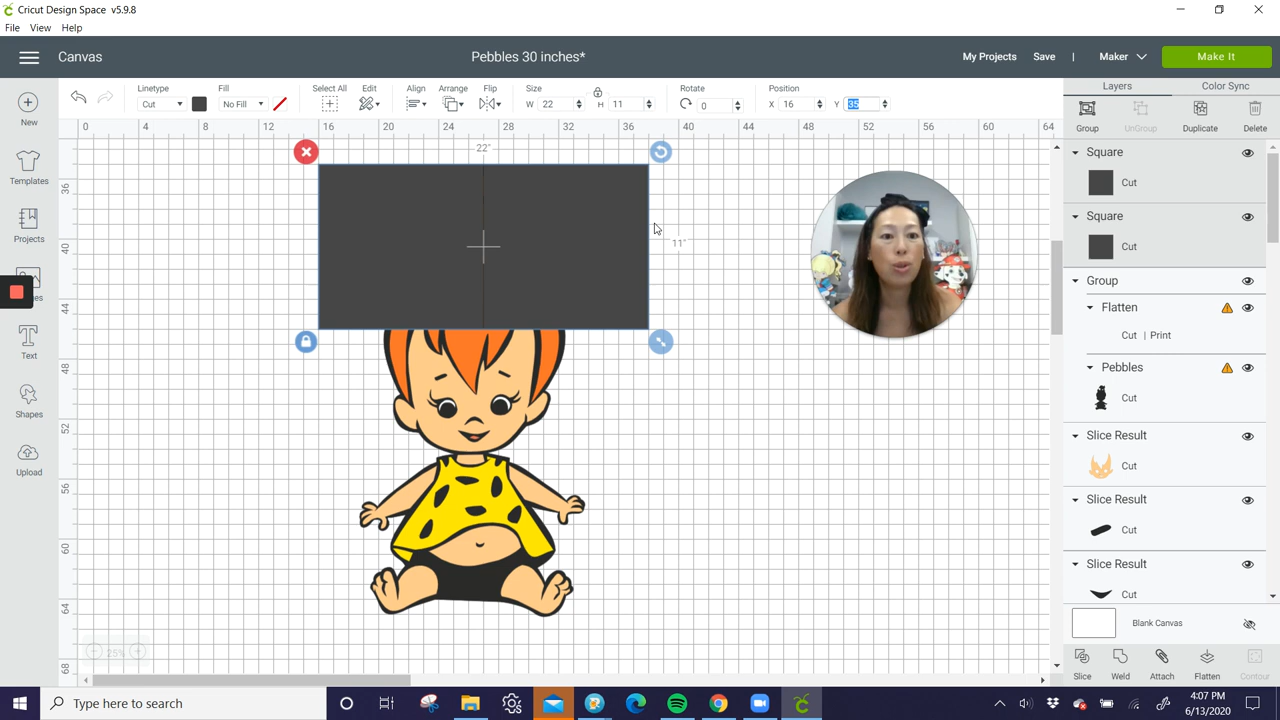 Cricut Design Space v5.9.8
File View Help
Canvas
Pebbles 30 inches*
My Projects Save | Maker Make It
Linetype Fill Select All Edit Arrange Flip Size Rotate Position
Align
Cut No Fill W 22 H 11 0 X 16 Y 35
Layers Color Sync
Group UnGroup Duplicate Delete
0 4 8 12 16 20 24 28 32 36 40 44 48 52 56 60 64
36
40
44
48
52
56
60
64
68
22"
11"
New
Templates
Projects
Text
Shapes
Upload
25%
Square
Cut
Square
Cut
Group
Flatten
Cut | Print
Pebbles
Cut
Slice Result
Cut
Slice Result
Cut
Slice Result
Cut
Blank Canvas
Slice Weld Attach Flatten Contour
Type here to search
4:07 PM
6/13/2020